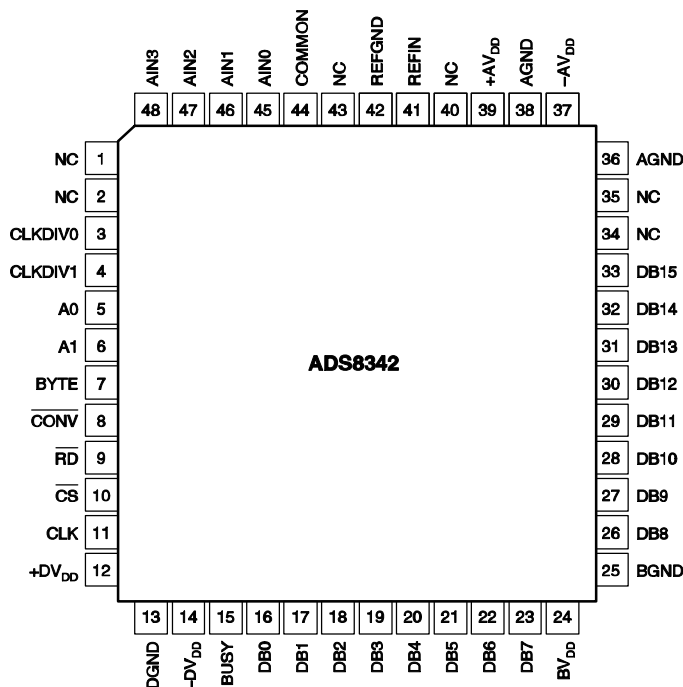 AIN3 AIN2 AIN1 AIN0 COMMON NC REFGND REFIN NC +AVDD AGND –AVDD
48 47 46 45 44 43 42 41 40 39 38 37
NC 1
NC 2
CLKDIV0 3
CLKDIV1 4
A0 5
A1 6
BYTE 7
CONV 8
RD 9
CS 10
CLK 11
+DVDD 12
ADS8342
36 AGND
35 NC
34 NC
33 DB15
32 DB14
31 DB13
30 DB12
29 DB11
28 DB10
27 DB9
26 DB8
25 BGND
13 14 15 16 17 18 19 20 21 22 23 24
DGND –DVDD BUSY DB0 DB1 DB2 DB3 DB4 DB5 DB6 DB7 BVDD